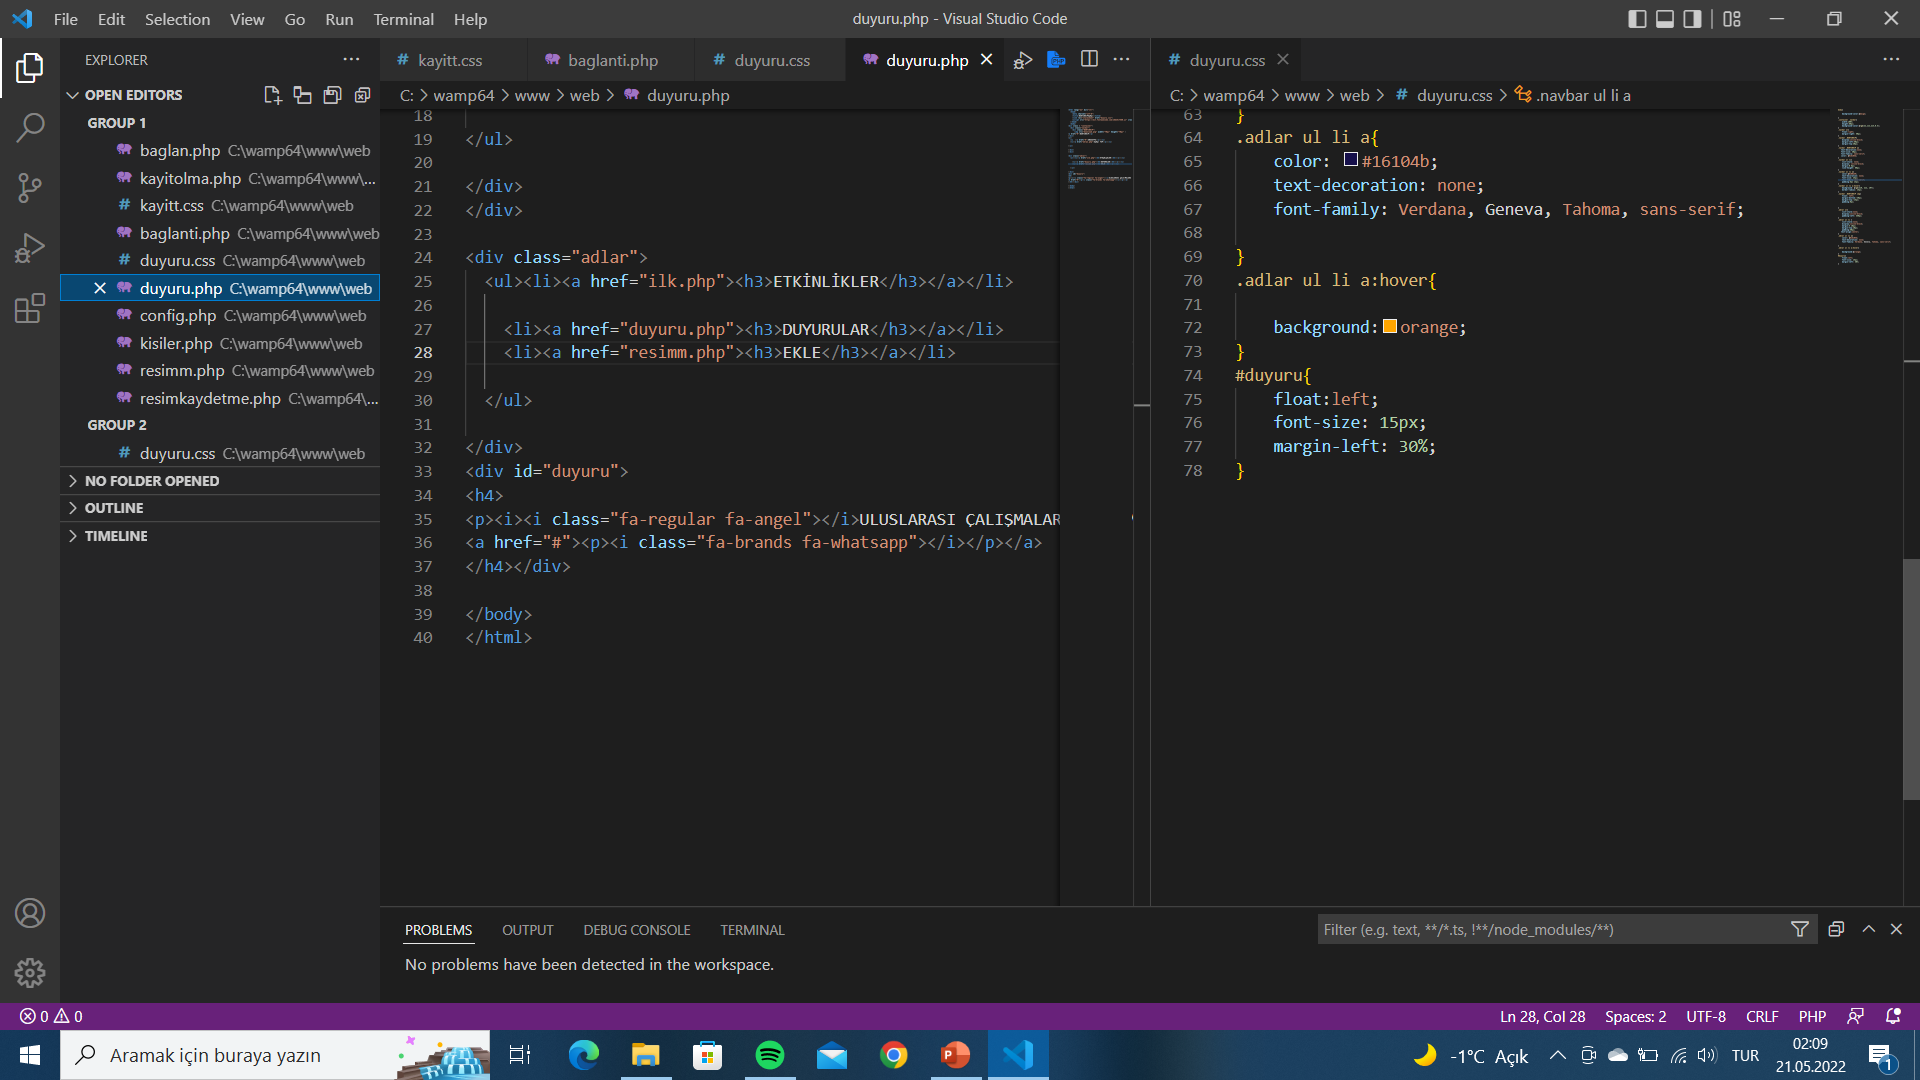 File Edit Selection View Go Run Terminal Help
duyuru.php - Visual Studio Code
EXPLORER
OPEN EDITORS
GROUP 1
baglan.php C:\wamp64\www\web
kayitolma.php C:\wamp64\www\...
# kayitt.css C:\wamp64\www\web
baglanti.php C:\wamp64\www\web
# duyuru.css C:\wamp64\www\web
duyuru.php C:\wamp64\www\web
config.php C:\wamp64\www\web
kisiler.php C:\wamp64\www\web
resimm.php C:\wamp64\www\web
resimkaydetme.php C:\wamp64\...
GROUP 2
# duyuru.css C:\wamp64\www\web
NO FOLDER OPENED
OUTLINE
TIMELINE
# kayitt.css baglanti.php # duyuru.css duyuru.php
C: > wamp64 > www > web > duyuru.php
18
19 </ul>
20
21 </div>
22 </div>
23
24 <div class="adlar">
25 <ul><li><a href="ilk.php"><h3>ETKİNLİKLER</h3></a></li>
26
27 <li><a href="duyuru.php"><h3>DUYURULAR</h3></a></li>
28 <li><a href="resimm.php"><h3>EKLE</h3></a></li>
29
30 </ul>
31
32 </div>
33 <div id="duyuru">
34 <h4>
35 <p><i><i class="fa-regular fa-angel"></i>ULUSLARASI ÇALIŞMALAR
36 <a href="#"><p><i class="fa-brands fa-whatsapp"></i></p></a>
37 </h4></div>
38
39 </body>
40 </html>
# duyuru.css
C: > wamp64 > www > web > # duyuru.css > .navbar ul li a
63 }
64 .adlar ul li a{
65 color: #16104b;
66 text-decoration: none;
67 font-family: Verdana, Geneva, Tahoma, sans-serif;
68
69 }
70 .adlar ul li a:hover{
71
72 background: orange;
73 }
74 #duyuru{
75 float:left;
76 font-size: 15px;
77 margin-left: 30%;
78 }
PROBLEMS OUTPUT DEBUG CONSOLE TERMINAL
Filter (e.g. text, **/*.ts, !**/node_modules/**)
No problems have been detected in the workspace.
0 0
Ln 28, Col 28 Spaces: 2 UTF-8 CRLF PHP
Aramak için buraya yazın
-1°C Açık
TUR
02:09
21.05.2022
1